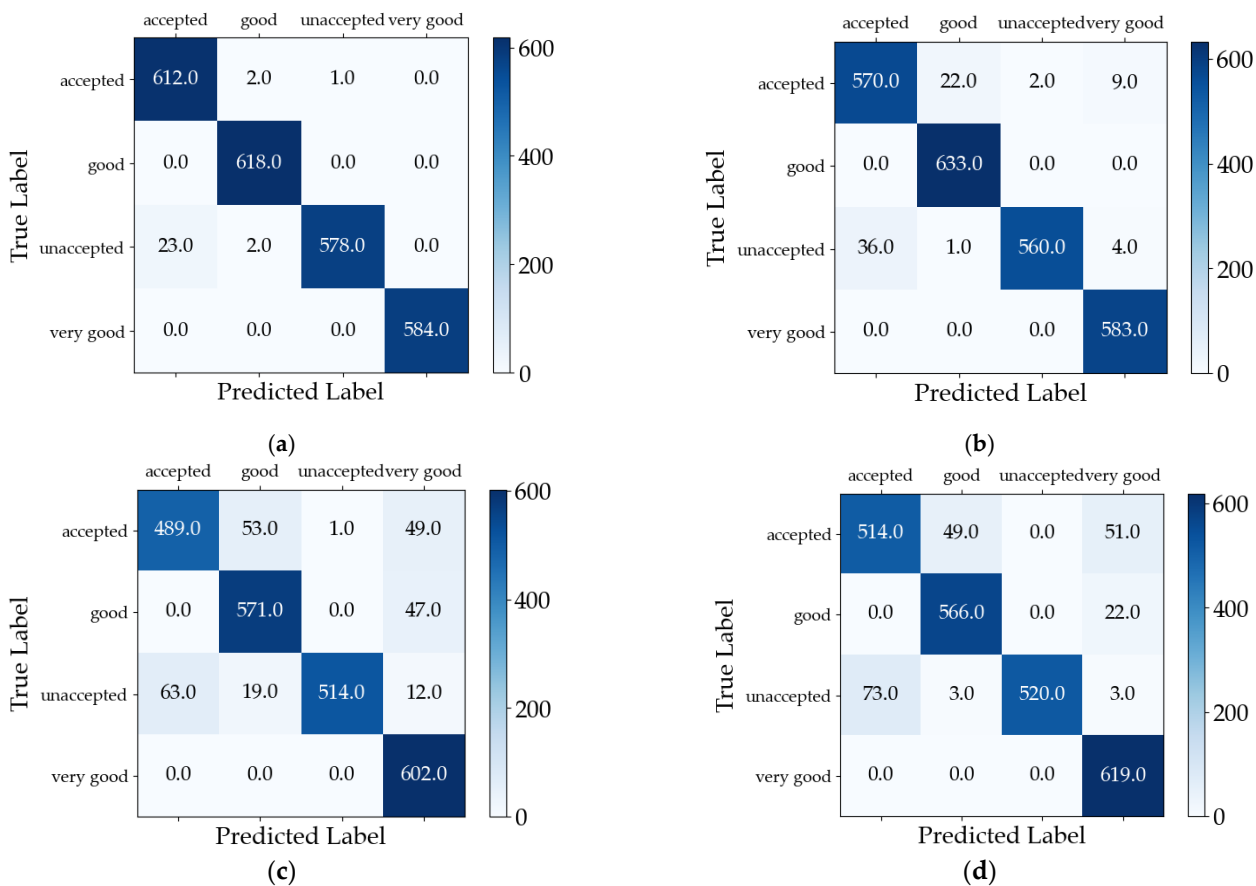 accepted good unaccepted very good
accepted 612.0 2.0 1.0 0.0 600
good 0.0 618.0 0.0 0.0 400
unaccepted 23.0 2.0 578.0 0.0 200
very good 0.0 0.0 0.0 584.0 0
True Label
Predicted Label
(a)
accepted good unaccepted very good
accepted 570.0 22.0 2.0 9.0 600
good 0.0 633.0 0.0 0.0 400
unaccepted 36.0 1.0 560.0 4.0 200
very good 0.0 0.0 0.0 583.0 0
True Label
Predicted Label
(b)
accepted good unaccepted very good
accepted 489.0 53.0 1.0 49.0 600
good 0.0 571.0 0.0 47.0 400
unaccepted 63.0 19.0 514.0 12.0 200
very good 0.0 0.0 0.0 602.0 0
True Label
Predicted Label
(c)
accepted good unaccepted very good
accepted 514.0 49.0 0.0 51.0 600
good 0.0 566.0 0.0 22.0 400
unaccepted 73.0 3.0 520.0 3.0 200
very good 0.0 0.0 0.0 619.0 0
True Label
Predicted Label
(d)